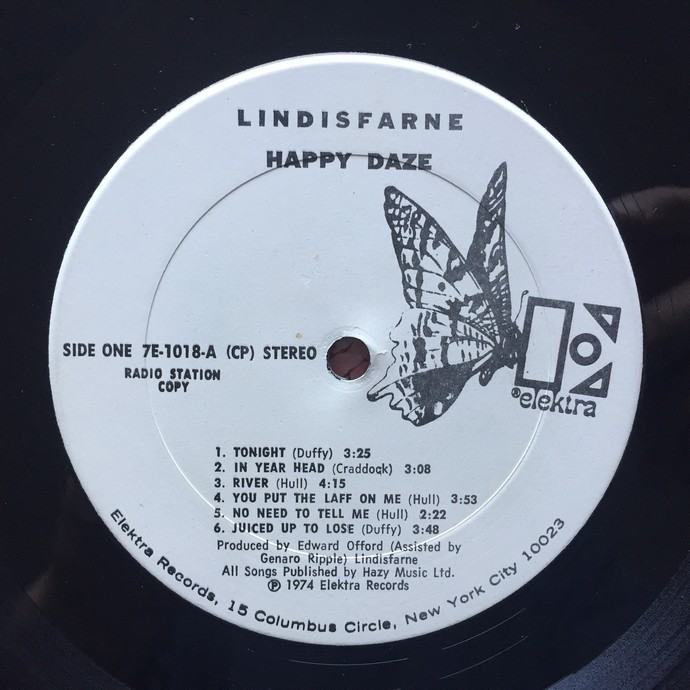 LINDISFARNE
HAPPY DAZE
SIDE ONE 7E-1018-A (CP) STEREO
RADIO STATION
COPY
®elektra
1. TONIGHT (Duffy) 3:25
2. IN YEAR HEAD (Craddock) 3:08
3. RIVER (Hull) 4:15
4. YOU PUT THE LAFF ON ME (Hull) 3:53
5. NO NEED TO TELL ME (Hull) 2:22
6. JUICED UP TO LOSE (Duffy) 3:48
Produced by Edward Offord (Assisted by
Genaro Ripple) Lindisfarne
All Songs Published by Hazy Music Ltd.
℗ 1974 Elektra Records
Elektra Records, 15 Columbus Circle, New York City 10023